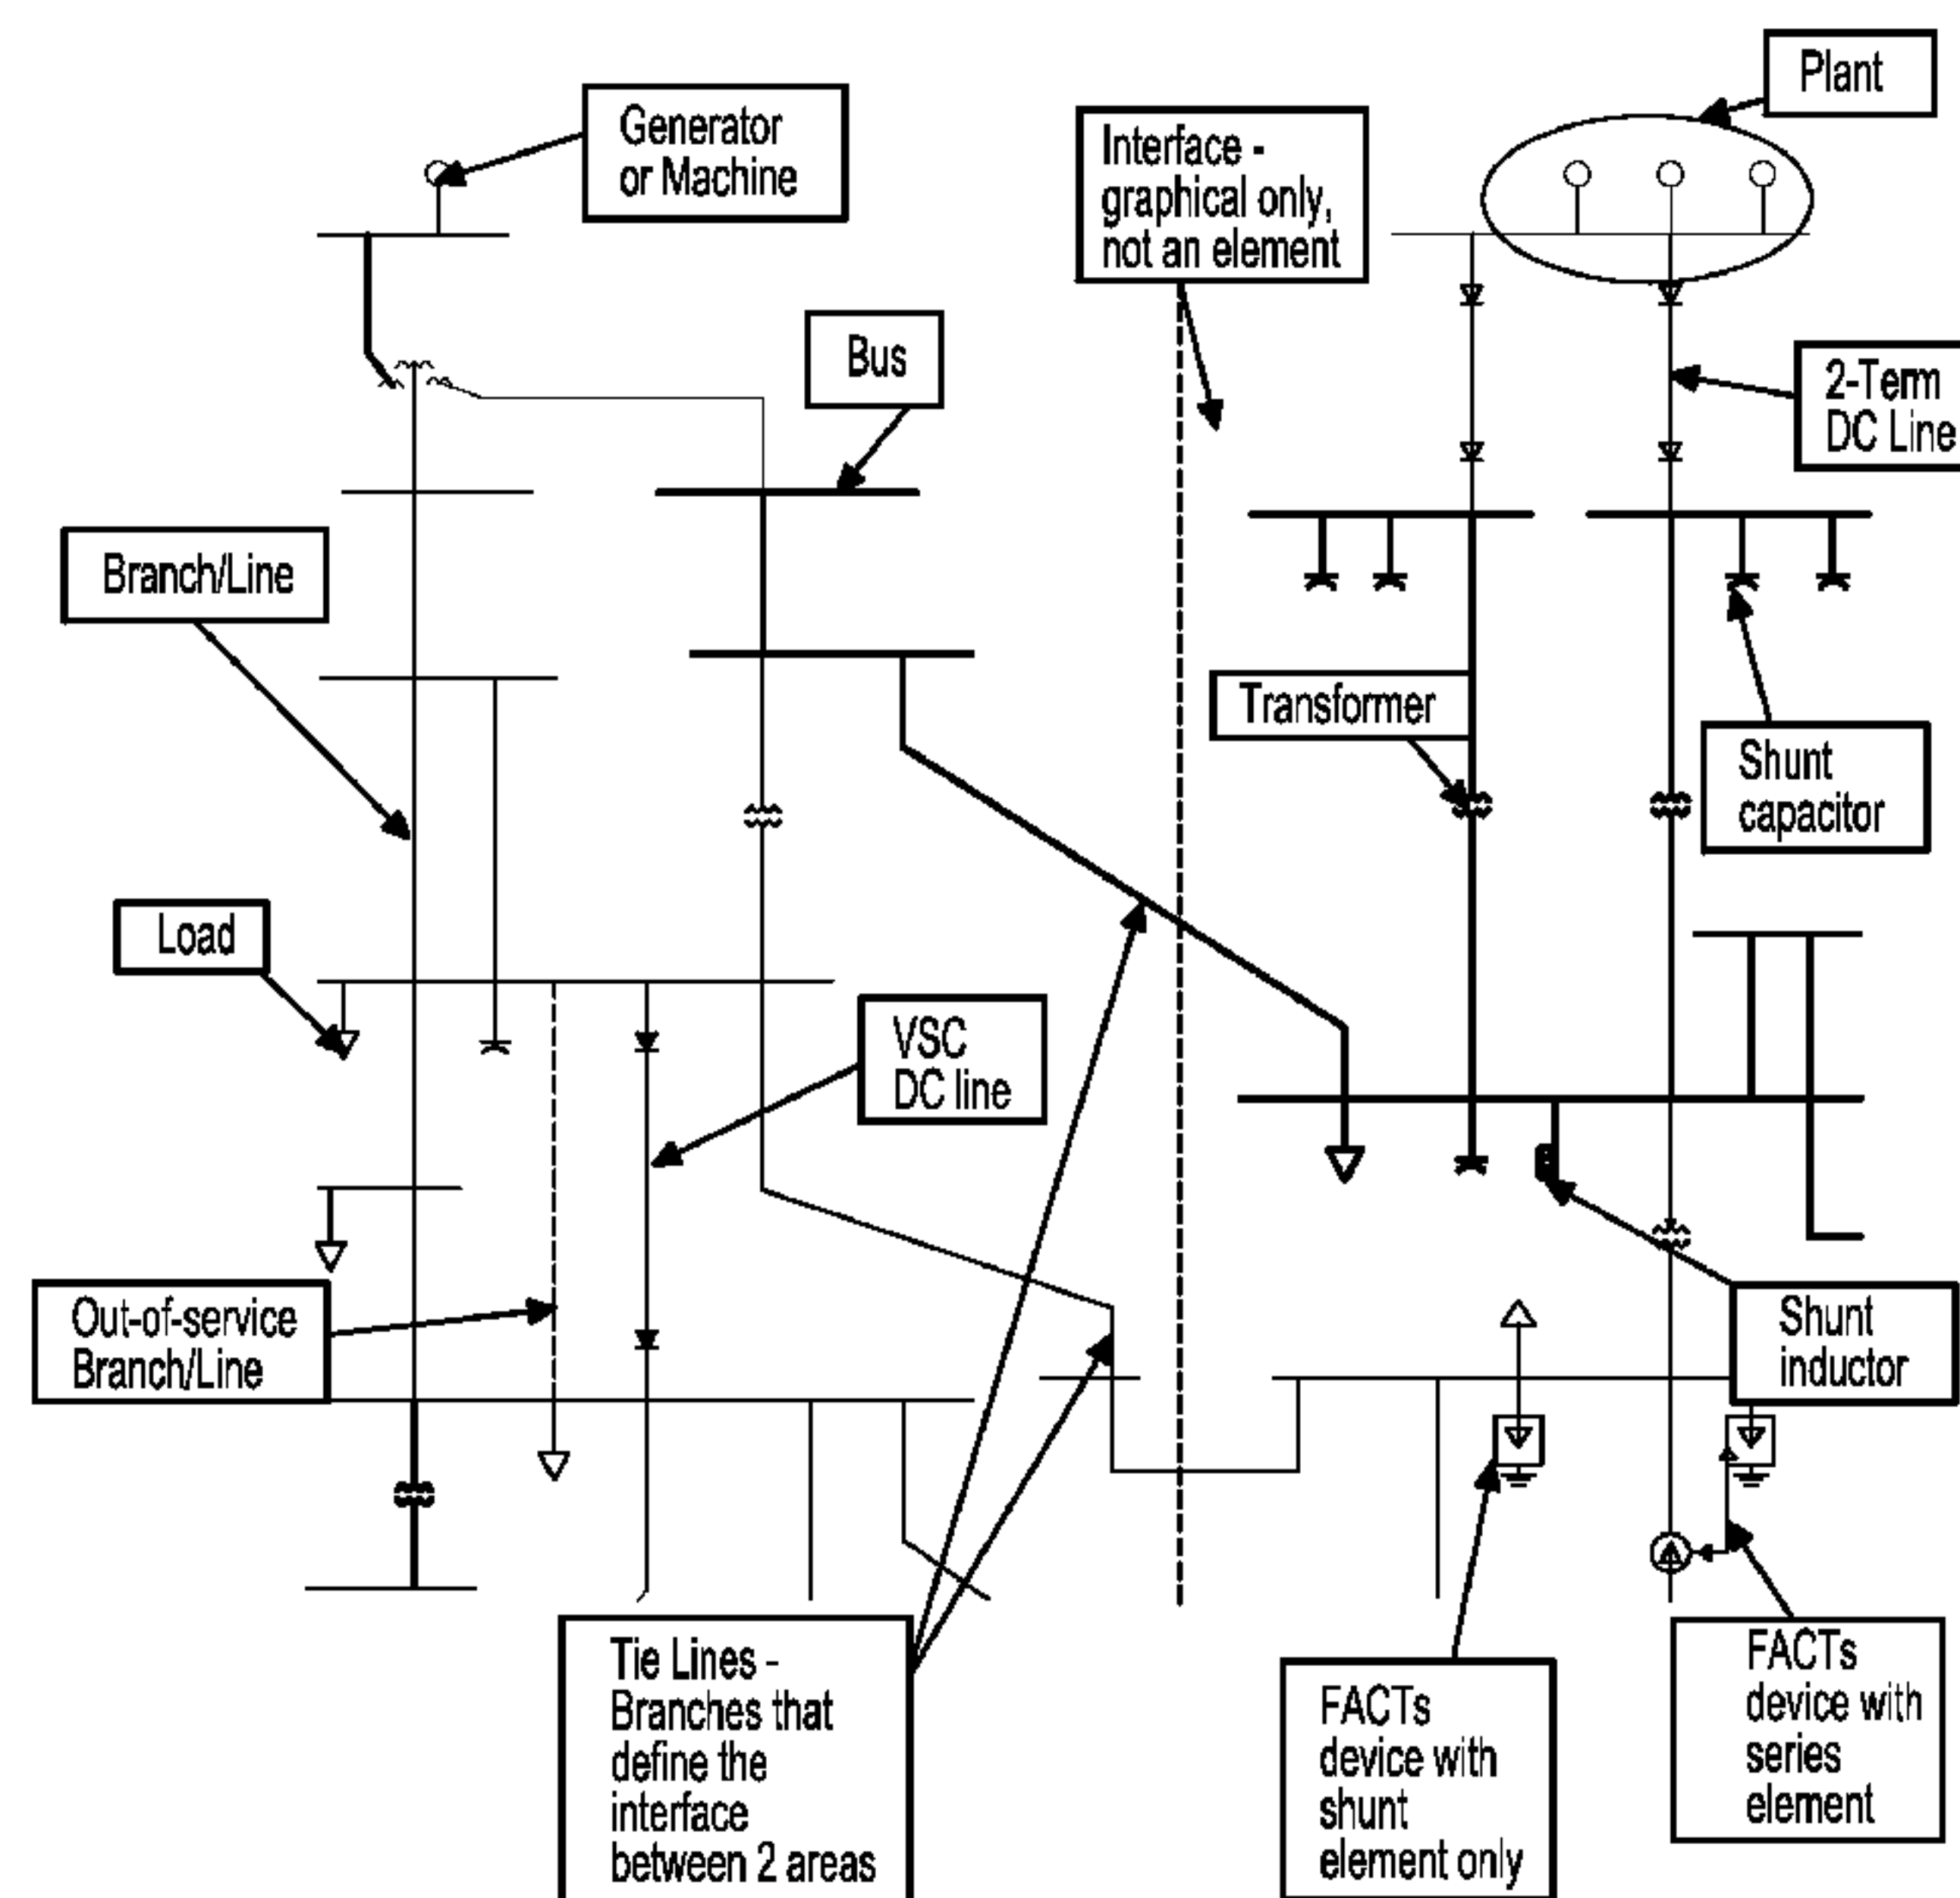 Plant
Generator
or Machine
Interface -
graphical only,
not an element
Bus
2-Term
DC Line
Branch/Line
Transformer
Shunt
capacitor
Load
VSC
DC line
Out-of-service
Branch/Line
Shunt
inductor
Tie Lines -
Branches that
define the
interface
between 2 areas
FACTs
device with
shunt
element only
FACTs
device with
series
element